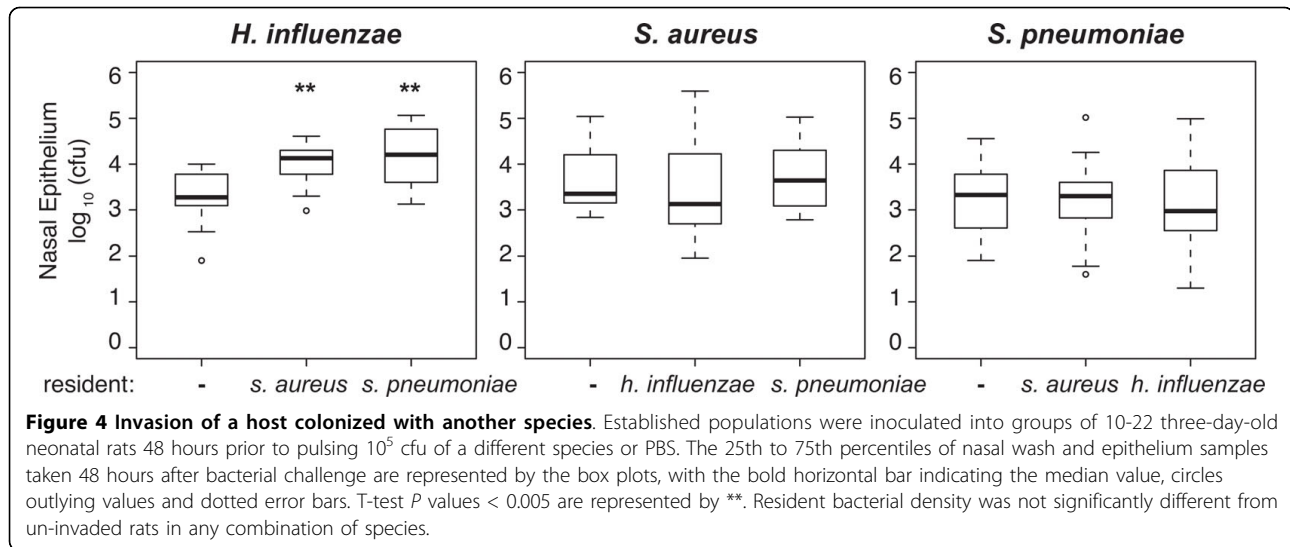 H. influenzae S. aureus S. pneumoniae
Nasal Epithelium
log10 (cfu)
6 6 6
5 5 5
4 4 4
3 3 3
2 2 2
1 1 1
0 0 0
** **
resident: - s. aureus s. pneumoniae - h. influenzae s. pneumoniae - s. aureus h. influenzae
Figure 4 Invasion of a host colonized with another species. Established populations were inoculated into groups of 10-22 three-day-old
neonatal rats 48 hours prior to pulsing 10⁵ cfu of a different species or PBS. The 25th to 75th percentiles of nasal wash and epithelium samples
taken 48 hours after bacterial challenge are represented by the box plots, with the bold horizontal bar indicating the median value, circles
outlying values and dotted error bars. T-test P values < 0.005 are represented by **. Resident bacterial density was not significantly different from
un-invaded rats in any combination of species.